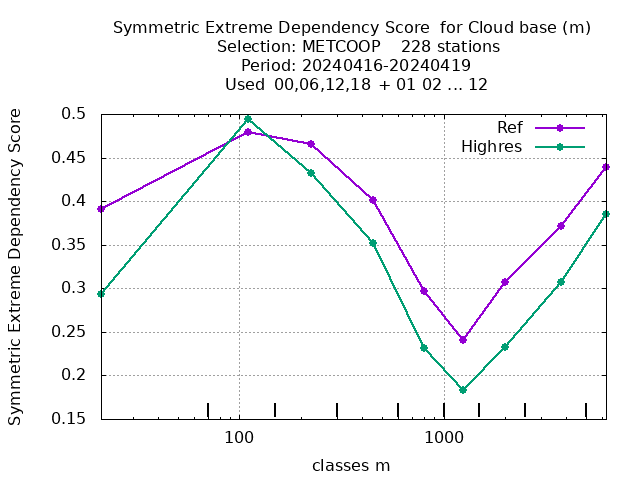 Symmetric Extreme Dependency Score  for Cloud base (m)
Selection: METCOOP    228 stations
Period: 20240416-20240419
Used  00,06,12,18 + 01 02 ... 12
Symmetric Extreme Dependency Score
0.5
0.45
0.4
0.35
0.3
0.25
0.2
0.15
Ref
Highres
100
1000
classes m